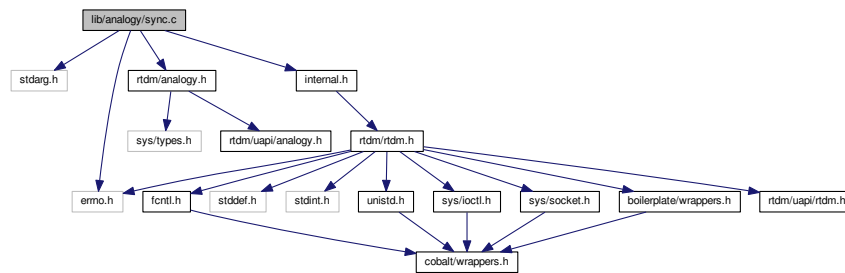 lib/analogy/sync.c
stdarg.h
rtdm/analogy.h
internal.h
sys/types.h
rtdm/uapi/analogy.h
rtdm/rtdm.h
errno.h
fcntl.h
stddef.h
stdint.h
unistd.h
sys/ioctl.h
sys/socket.h
boilerplate/wrappers.h
rtdm/uapi/rtdm.h
cobalt/wrappers.h